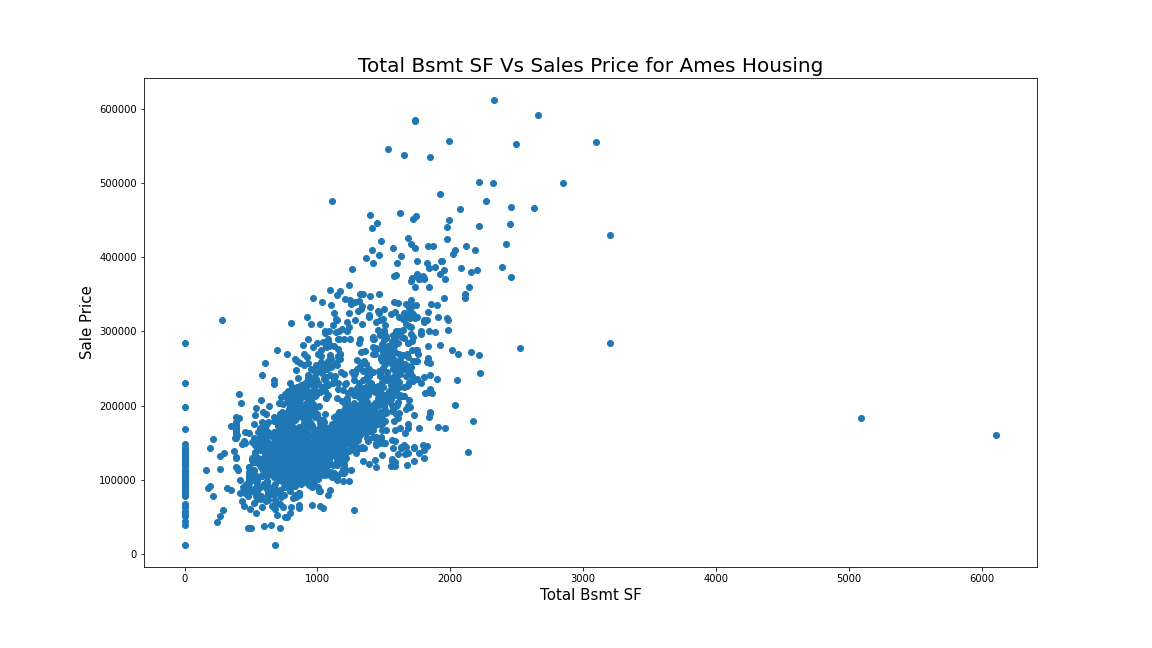 Total Bsmt SF Vs Sales Price for Ames Housing
600000
500000
400000
300000
200000
100000
0
Sale Price
0 1000 2000 3000 4000 5000 6000
Total Bsmt SF